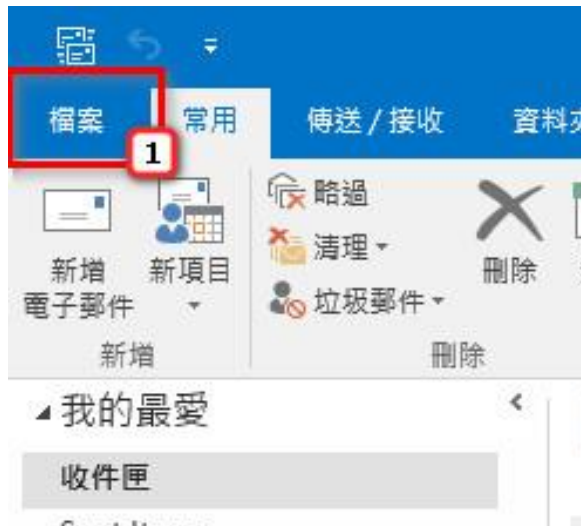 檔案
常用
傳送 / 接收
資料
1
略過
清理
垃圾郵件
新增
電子郵件
新項目
刪除
新增
刪除
我的最愛
收件匣